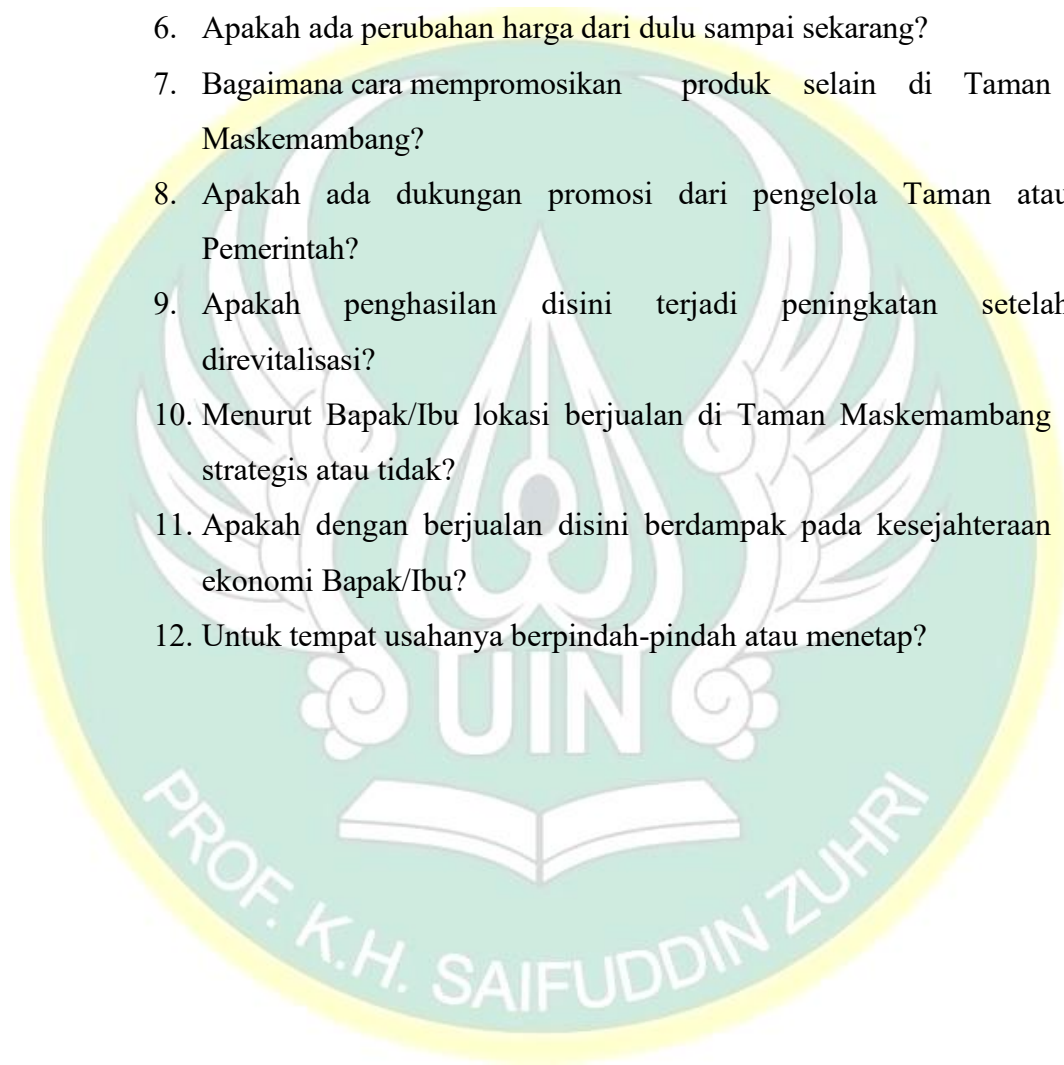 6. Apakah ada perubahan harga dari dulu sampai sekarang?
7. Bagaimana cara mempromosikan produk selain di Taman
Maskemambang?
8. Apakah ada dukungan promosi dari pengelola Taman atau
Pemerintah?
9. Apakah penghasilan disini terjadi peningkatan setelah
direvitalisasi?
10. Menurut Bapak/Ibu lokasi berjualan di Taman Maskemambang
strategis atau tidak?
11. Apakah dengan berjualan disini berdampak pada kesejahteraan
ekonomi Bapak/Ibu?
12. Untuk tempat usahanya berpindah-pindah atau menetap?
UIN
PROF. K.H. SAIFUDDIN ZUHRI